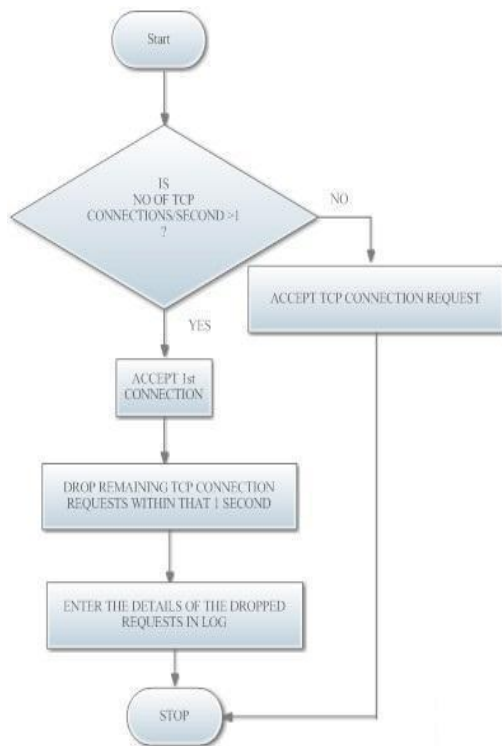 Start
IS
NO OF TCP
CONNECTIONS/SECOND >1
?
NO
ACCEPT TCP CONNECTION REQUEST
YES
ACCEPT 1st
CONNECTION
DROP REMAINING TCP CONNECTION
REQUESTS WITHIN THAT 1 SECOND
ENTER THE DETAILS OF THE DROPPED
REQUESTS IN LOG
STOP